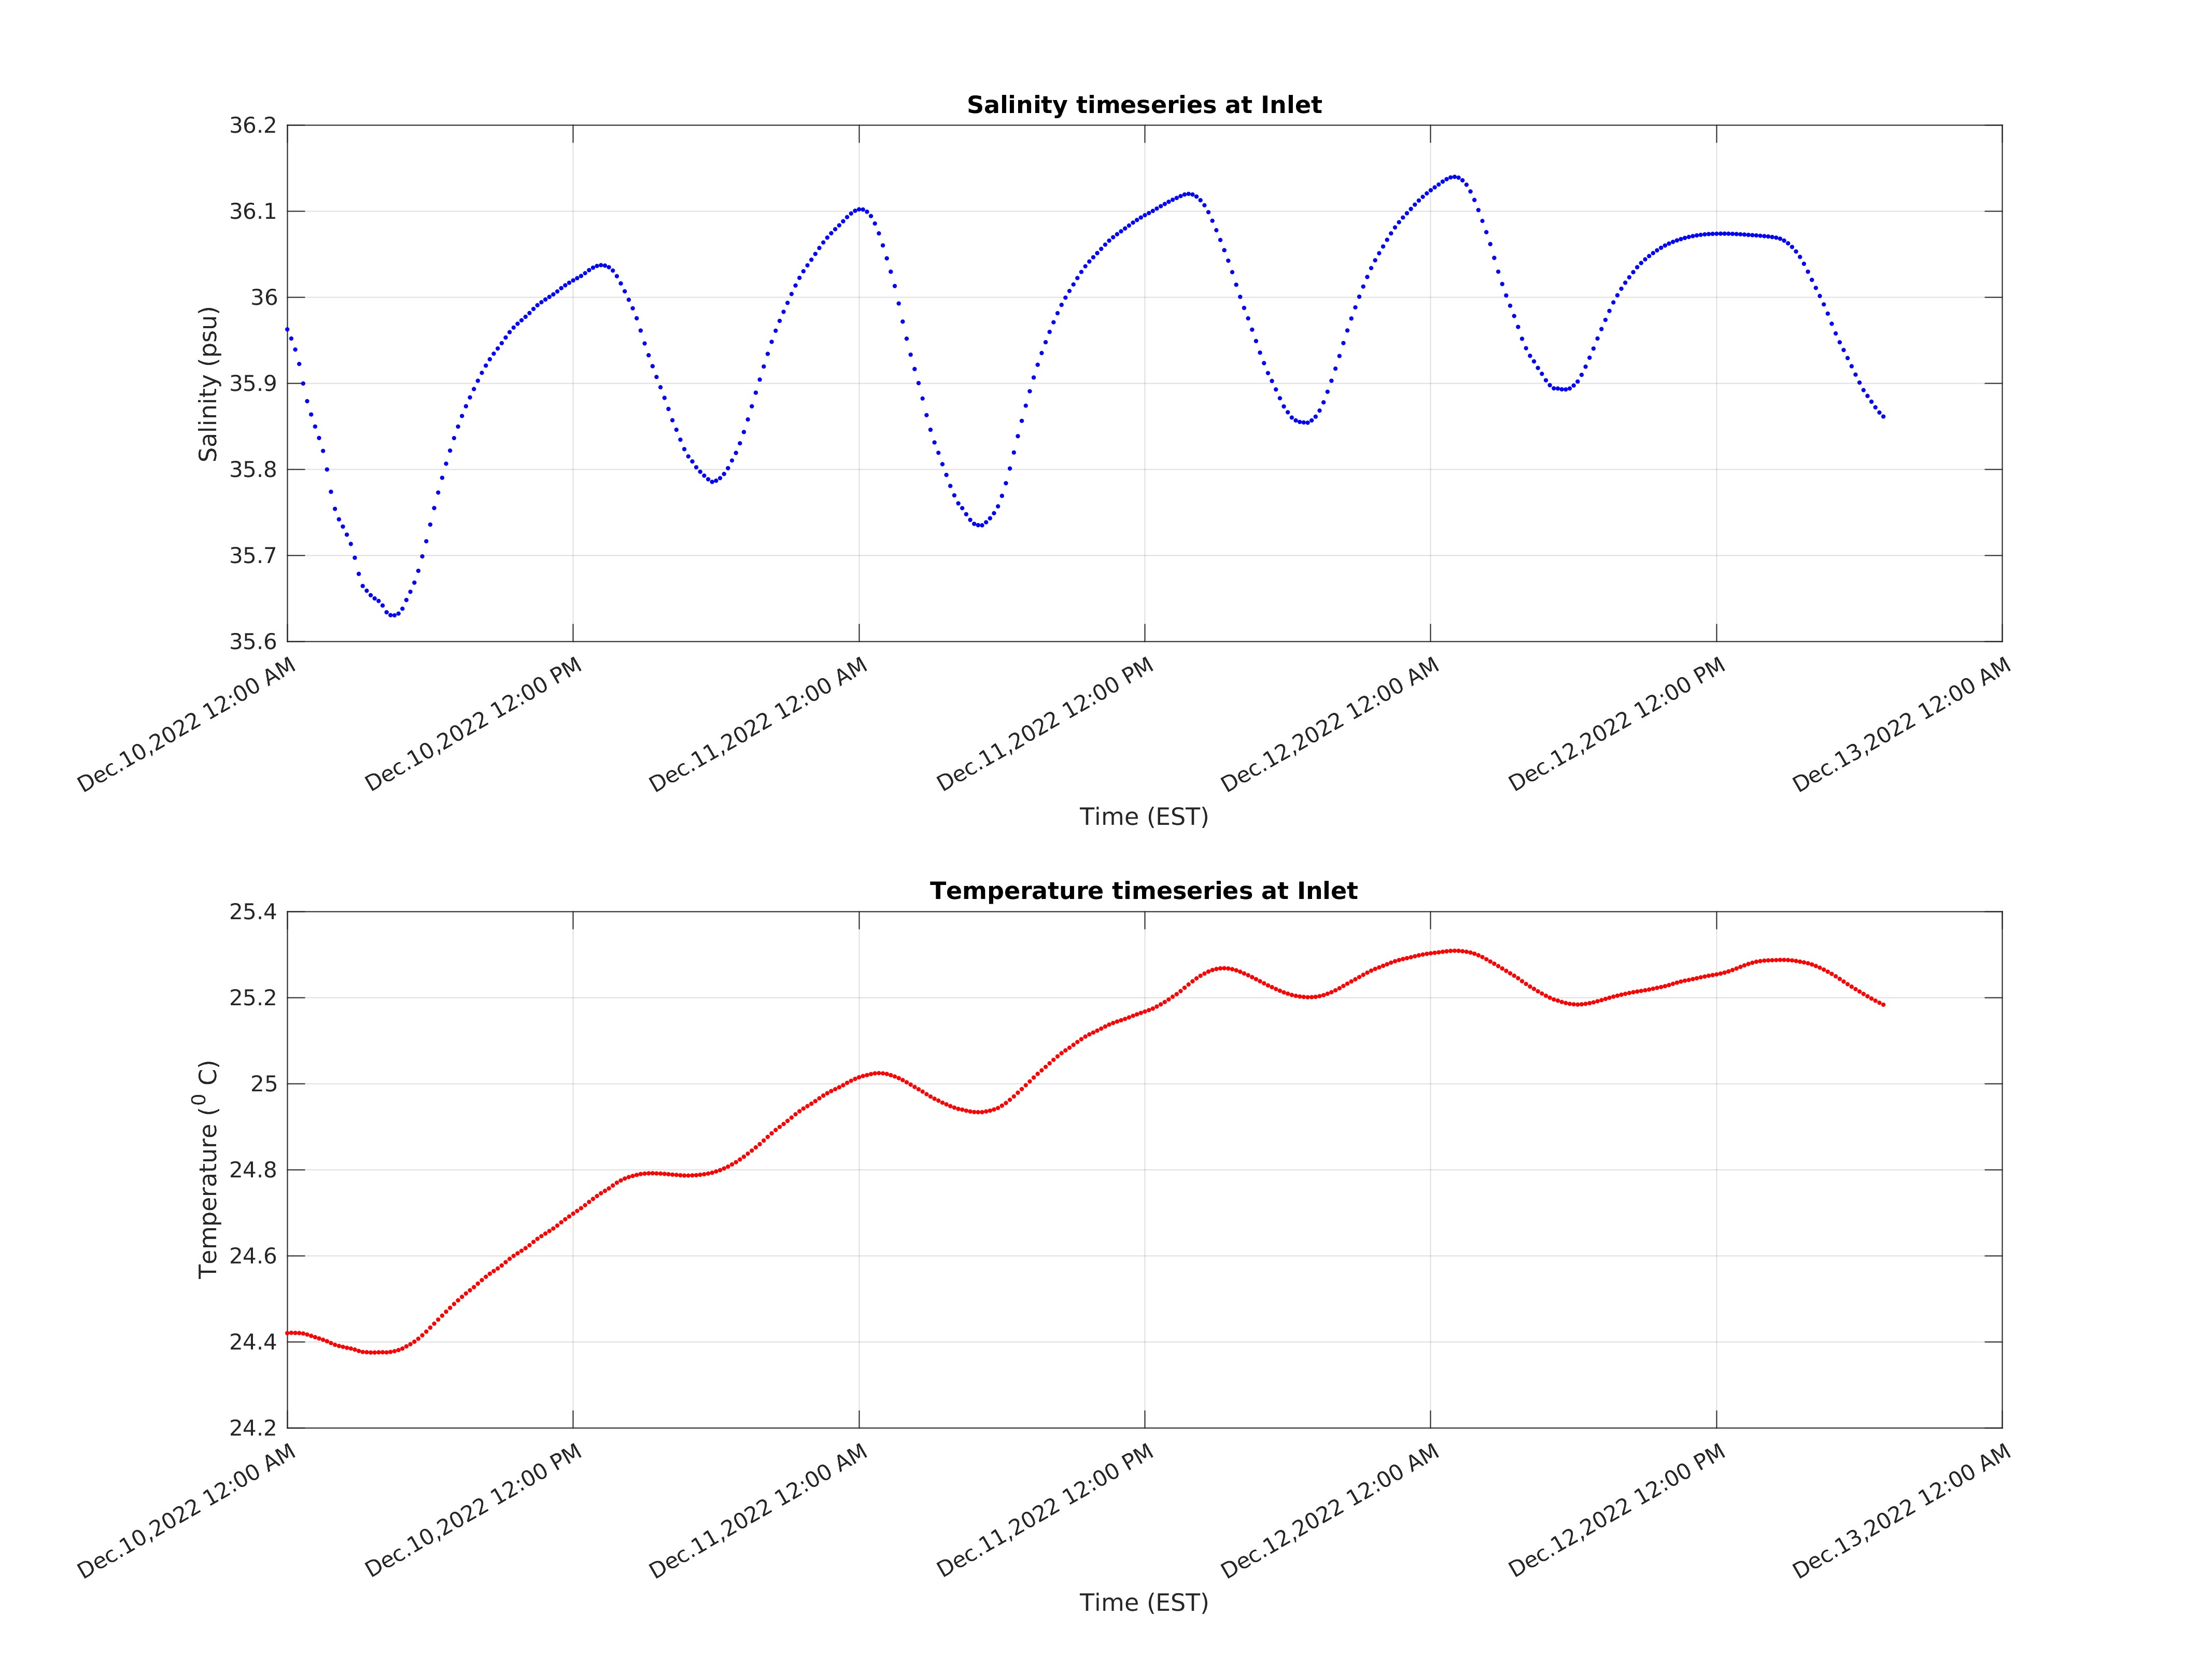 Salinity timeseries at Inlet
36.2
36.1
36
35.9
35.8
35.7
35.6
Salinity (psu)
Dec.10,2022 12:00 AM
Dec.10,2022 12:00 PM
Dec.11,2022 12:00 AM
Dec.11,2022 12:00 PM
Dec.12,2022 12:00 AM
Dec.12,2022 12:00 PM
Dec.13,2022 12:00 AM
Time (EST)
Temperature timeseries at Inlet
25.4
25.2
25
24.8
24.6
24.4
24.2
Temperature (⁰ C)
Dec.10,2022 12:00 AM
Dec.10,2022 12:00 PM
Dec.11,2022 12:00 AM
Dec.11,2022 12:00 PM
Dec.12,2022 12:00 AM
Dec.12,2022 12:00 PM
Dec.13,2022 12:00 AM
Time (EST)